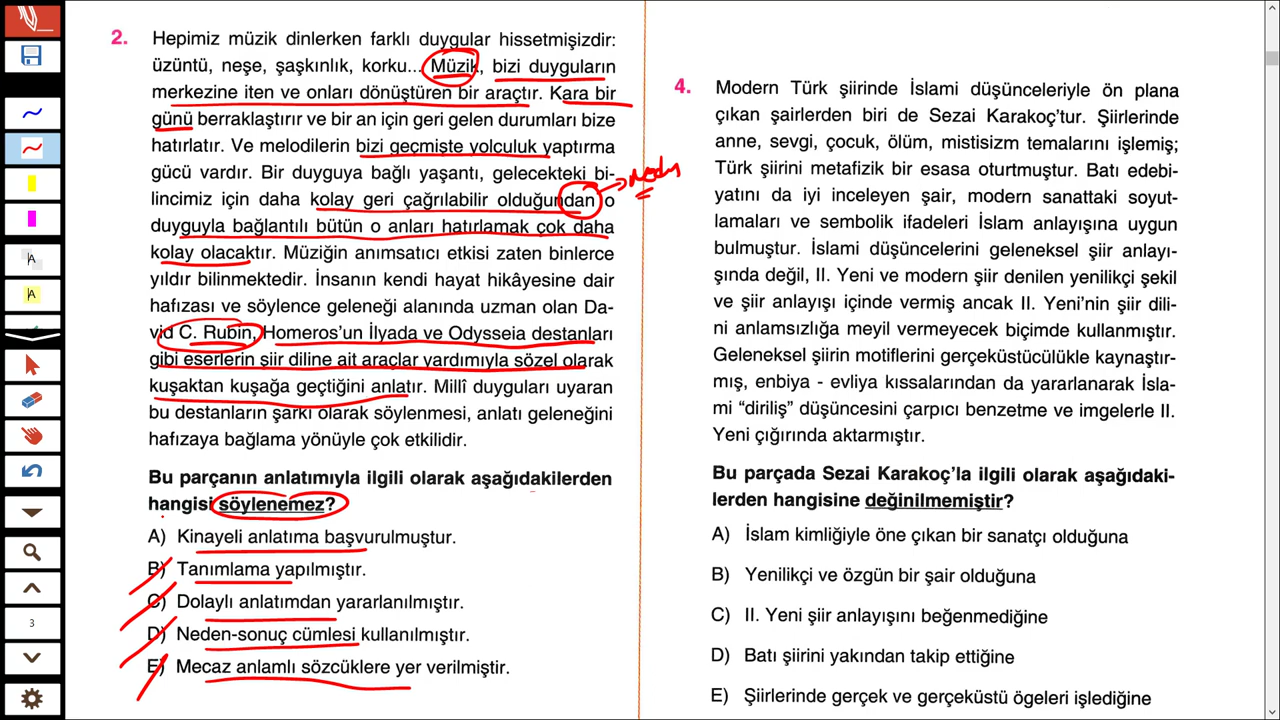 2. Hepimiz müzik dinlerken farklı duygular hissetmişizdir:
üzüntü, neşe, şaşkınlık, korku... Müzik, bizi duyguların
merkezine iten ve onları dönüştüren bir araçtır. Kara bir
günü berraklaştırır ve bir an için geri gelen durumları bize
hatırlatır. Ve melodilerin bizi geçmişte yolculuk yaptırma
gücü vardır. Bir duyguya bağlı yaşantı, gelecekteki bi-
lincimiz için daha kolay geri çağrılabilir olduğundan o
duyguyla bağlantılı bütün o anları hatırlamak çok daha
kolay olacaktır. Müziğin anımsatıcı etkisi zaten binlerce
yıldır bilinmektedir. İnsanın kendi hayat hikâyesine dair
hafızası ve söylence geleneği alanında uzman olan Da-
vid C. Rubin, Homeros'un İlyada ve Odysseia destanları
gibi eserlerin şiir diline ait araçlar yardımıyla sözel olarak
kuşaktan kuşağa geçtiğini anlatır. Millî duyguları uyaran
bu destanların şarkı olarak söylenmesi, anlatı geleneğini
hafızaya bağlama yönüyle çok etkilidir.
Bu parçanın anlatımıyla ilgili olarak aşağıdakilerden
hangisi söylenemez?
A) Kinayeli anlatıma başvurulmuştur.
B) Tanımlama yapılmıştır.
C) Dolaylı anlatımdan yararlanılmıştır.
D) Neden-sonuç cümlesi kullanılmıştır.
E) Mecaz anlamlı sözcüklere yer verilmiştir.
4. Modern Türk şiirinde İslami düşünceleriyle ön plana
çıkan şairlerden biri de Sezai Karakoç'tur. Şiirlerinde
anne, sevgi, çocuk, ölüm, mistisizm temalarını işlemiş;
Türk şiirini metafizik bir esasa oturtmuştur. Batı edebi-
yatını da iyi inceleyen şair, modern sanattaki soyut-
lamaları ve sembolik ifadeleri İslam anlayışına uygun
bulmuştur. İslami düşüncelerini geleneksel şiir anlayı-
şında değil, II. Yeni ve modern şiir denilen yenilikçi şekil
ve şiir anlayışı içinde vermiş ancak II. Yeni'nin şiir dili-
ni anlamsızlığa meyil vermeyecek biçimde kullanmıştır.
Geleneksel şiirin motiflerini gerçeküstücülükle kaynaştır-
mış, enbiya - evliya kıssalarından da yararlanarak İsla-
mi “diriliş” düşüncesini çarpıcı benzetme ve imgelerle II.
Yeni çığırında aktarmıştır.
Bu parçada Sezai Karakoç'la ilgili olarak aşağıdaki-
lerden hangisine değinilmemiştir?
A) İslam kimliğiyle öne çıkan bir sanatçı olduğuna
B) Yenilikçi ve özgün bir şair olduğuna
C) II. Yeni şiir anlayışını beğenmediğine
D) Batı şiirini yakından takip ettiğine
E) Şiirlerinde gerçek ve gerçeküstü ögeleri işlediğine
A
A
3